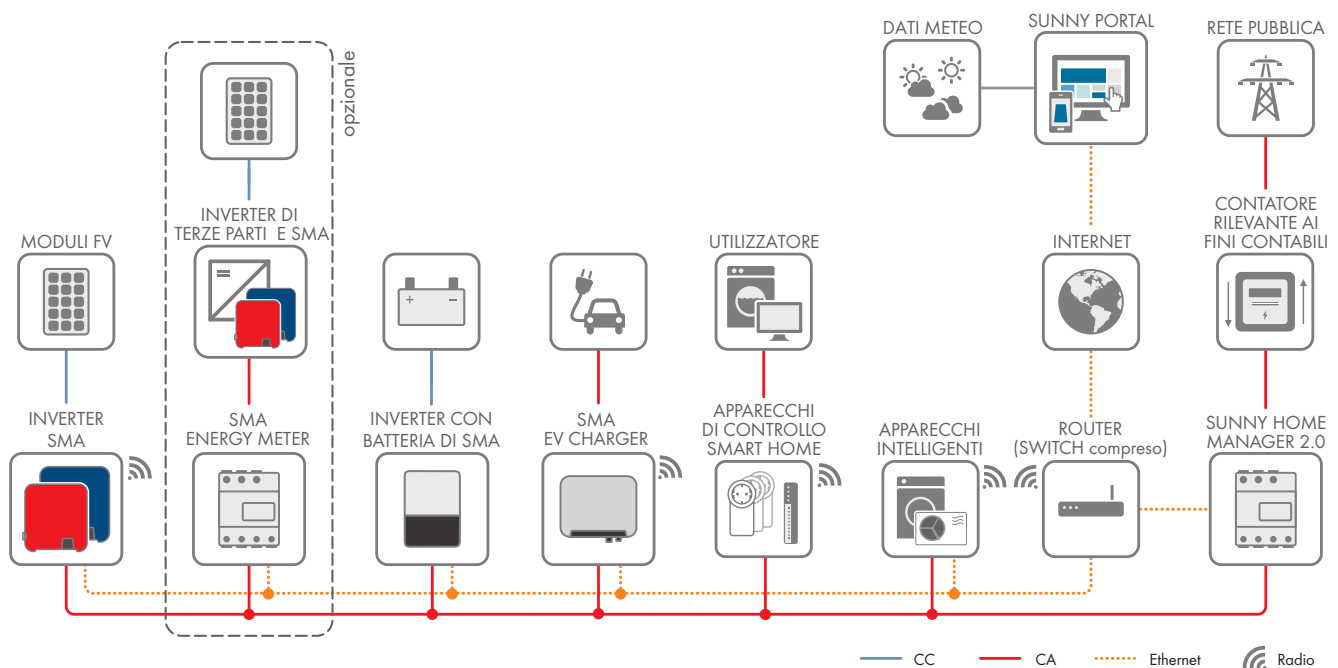 DATI METEO
SUNNY PORTAL
RETE PUBBLICA
opzionale
MODULI FV
INVERTER DI
TERZE PARTI E SMA
UTILIZZATORE
INTERNET
CONTATORE
RILEVANTE AI
FINI CONTABILI
INVERTER
SMA
SMA
ENERGY METER
INVERTER CON
BATTERIA DI SMA
SMA
EV CHARGER
APPARECCHI
DI CONTROLLO
SMART HOME
APPARECCHI
INTELLIGENTI
ROUTER
(SWITCH compreso)
SUNNY HOME
MANAGER 2.0
CC
CA
Ethernet
Radio